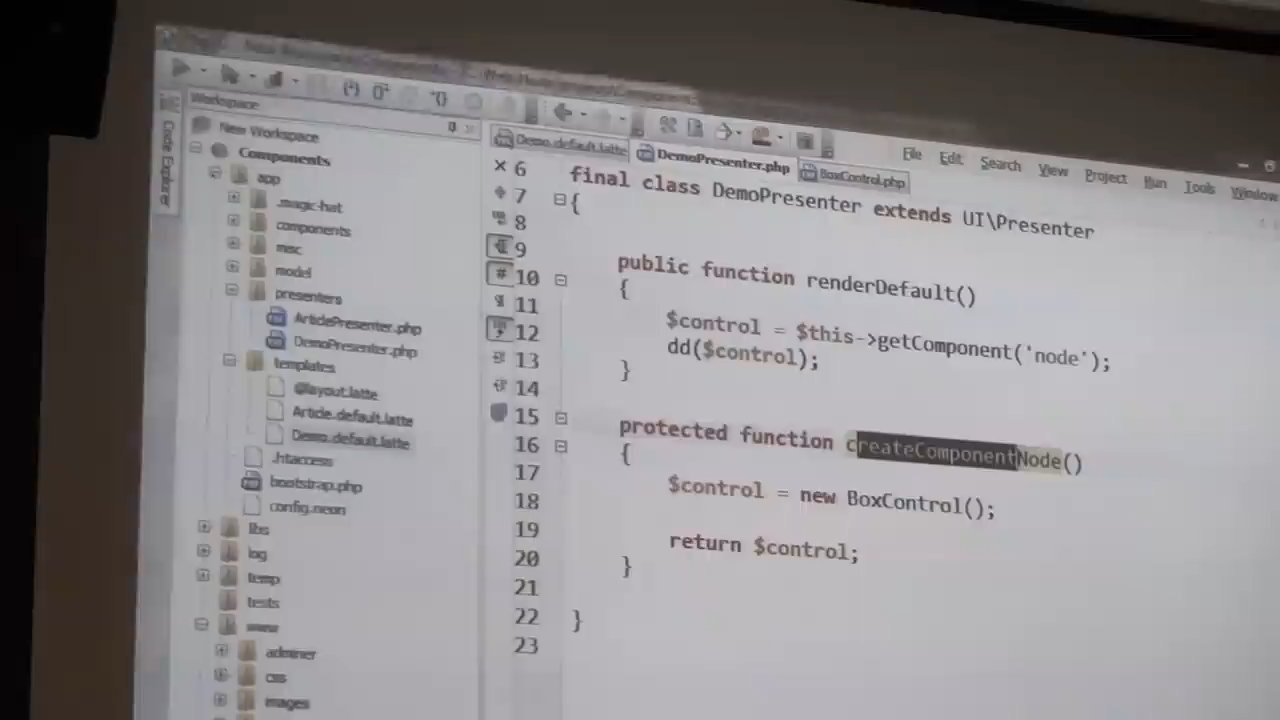 Workspace
Code Explorer
New Workspace
Components
app
.magic-hat
components
misc
model
presenters
ArticlePresenter.php
DemoPresenter.php
templates
@layout.latte
Article.default.latte
Demo.default.latte
.htaccess
bootstrap.php
config.neon
libs
log
temp
tests
www
adminer
css
images
File Edit Search View Project Run Tools Window
Demo.default.latte DemoPresenter.php BoxControl.php
6 final class DemoPresenter extends UI\Presenter
7 {
8
9 public function renderDefault()
10 {
11 $control = $this->getComponent('node');
12 dd($control);
13 }
14
15 protected function createComponentNode()
16 {
17 $control = new BoxControl();
18
19 return $control;
20 }
21
22 }
23